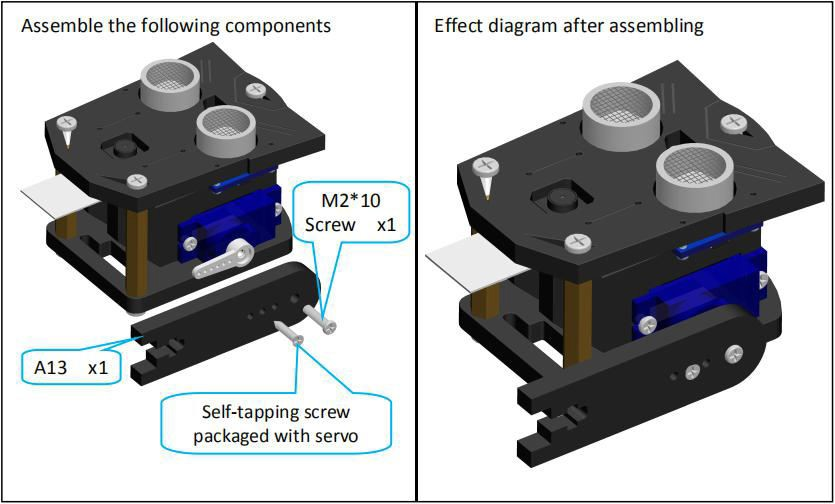 Assemble the following components
Effect diagram after assembling
M2*10
Screw x1
A13 x1
Self-tapping screw
packaged with servo